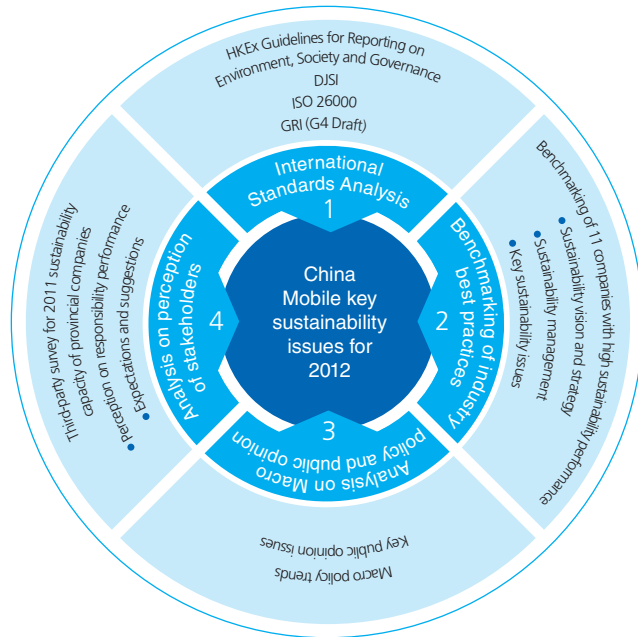 HKEx Guidelines for Reporting on
Environment, Society and Governance
DJSI
ISO 26000
GRI (G4 Draft)
International
Standards Analysis
1
China
Mobile key
sustainability
issues for
2012
Benchmarking of industry
best practices
2
Benchmarking of 11 companies with high sustainability performance
• Sustainability vision and strategy
• Sustainability management
• Key sustainability issues
3
Analysis on Macro
policy and public opinion
Key public opinion issues
Macro policy trends
Analysis on perception
of stakeholders
4
Third-party survey for 2011 sustainability
capacity of provincial companies
• Perception on responsibility performance
• Expectations and suggestions